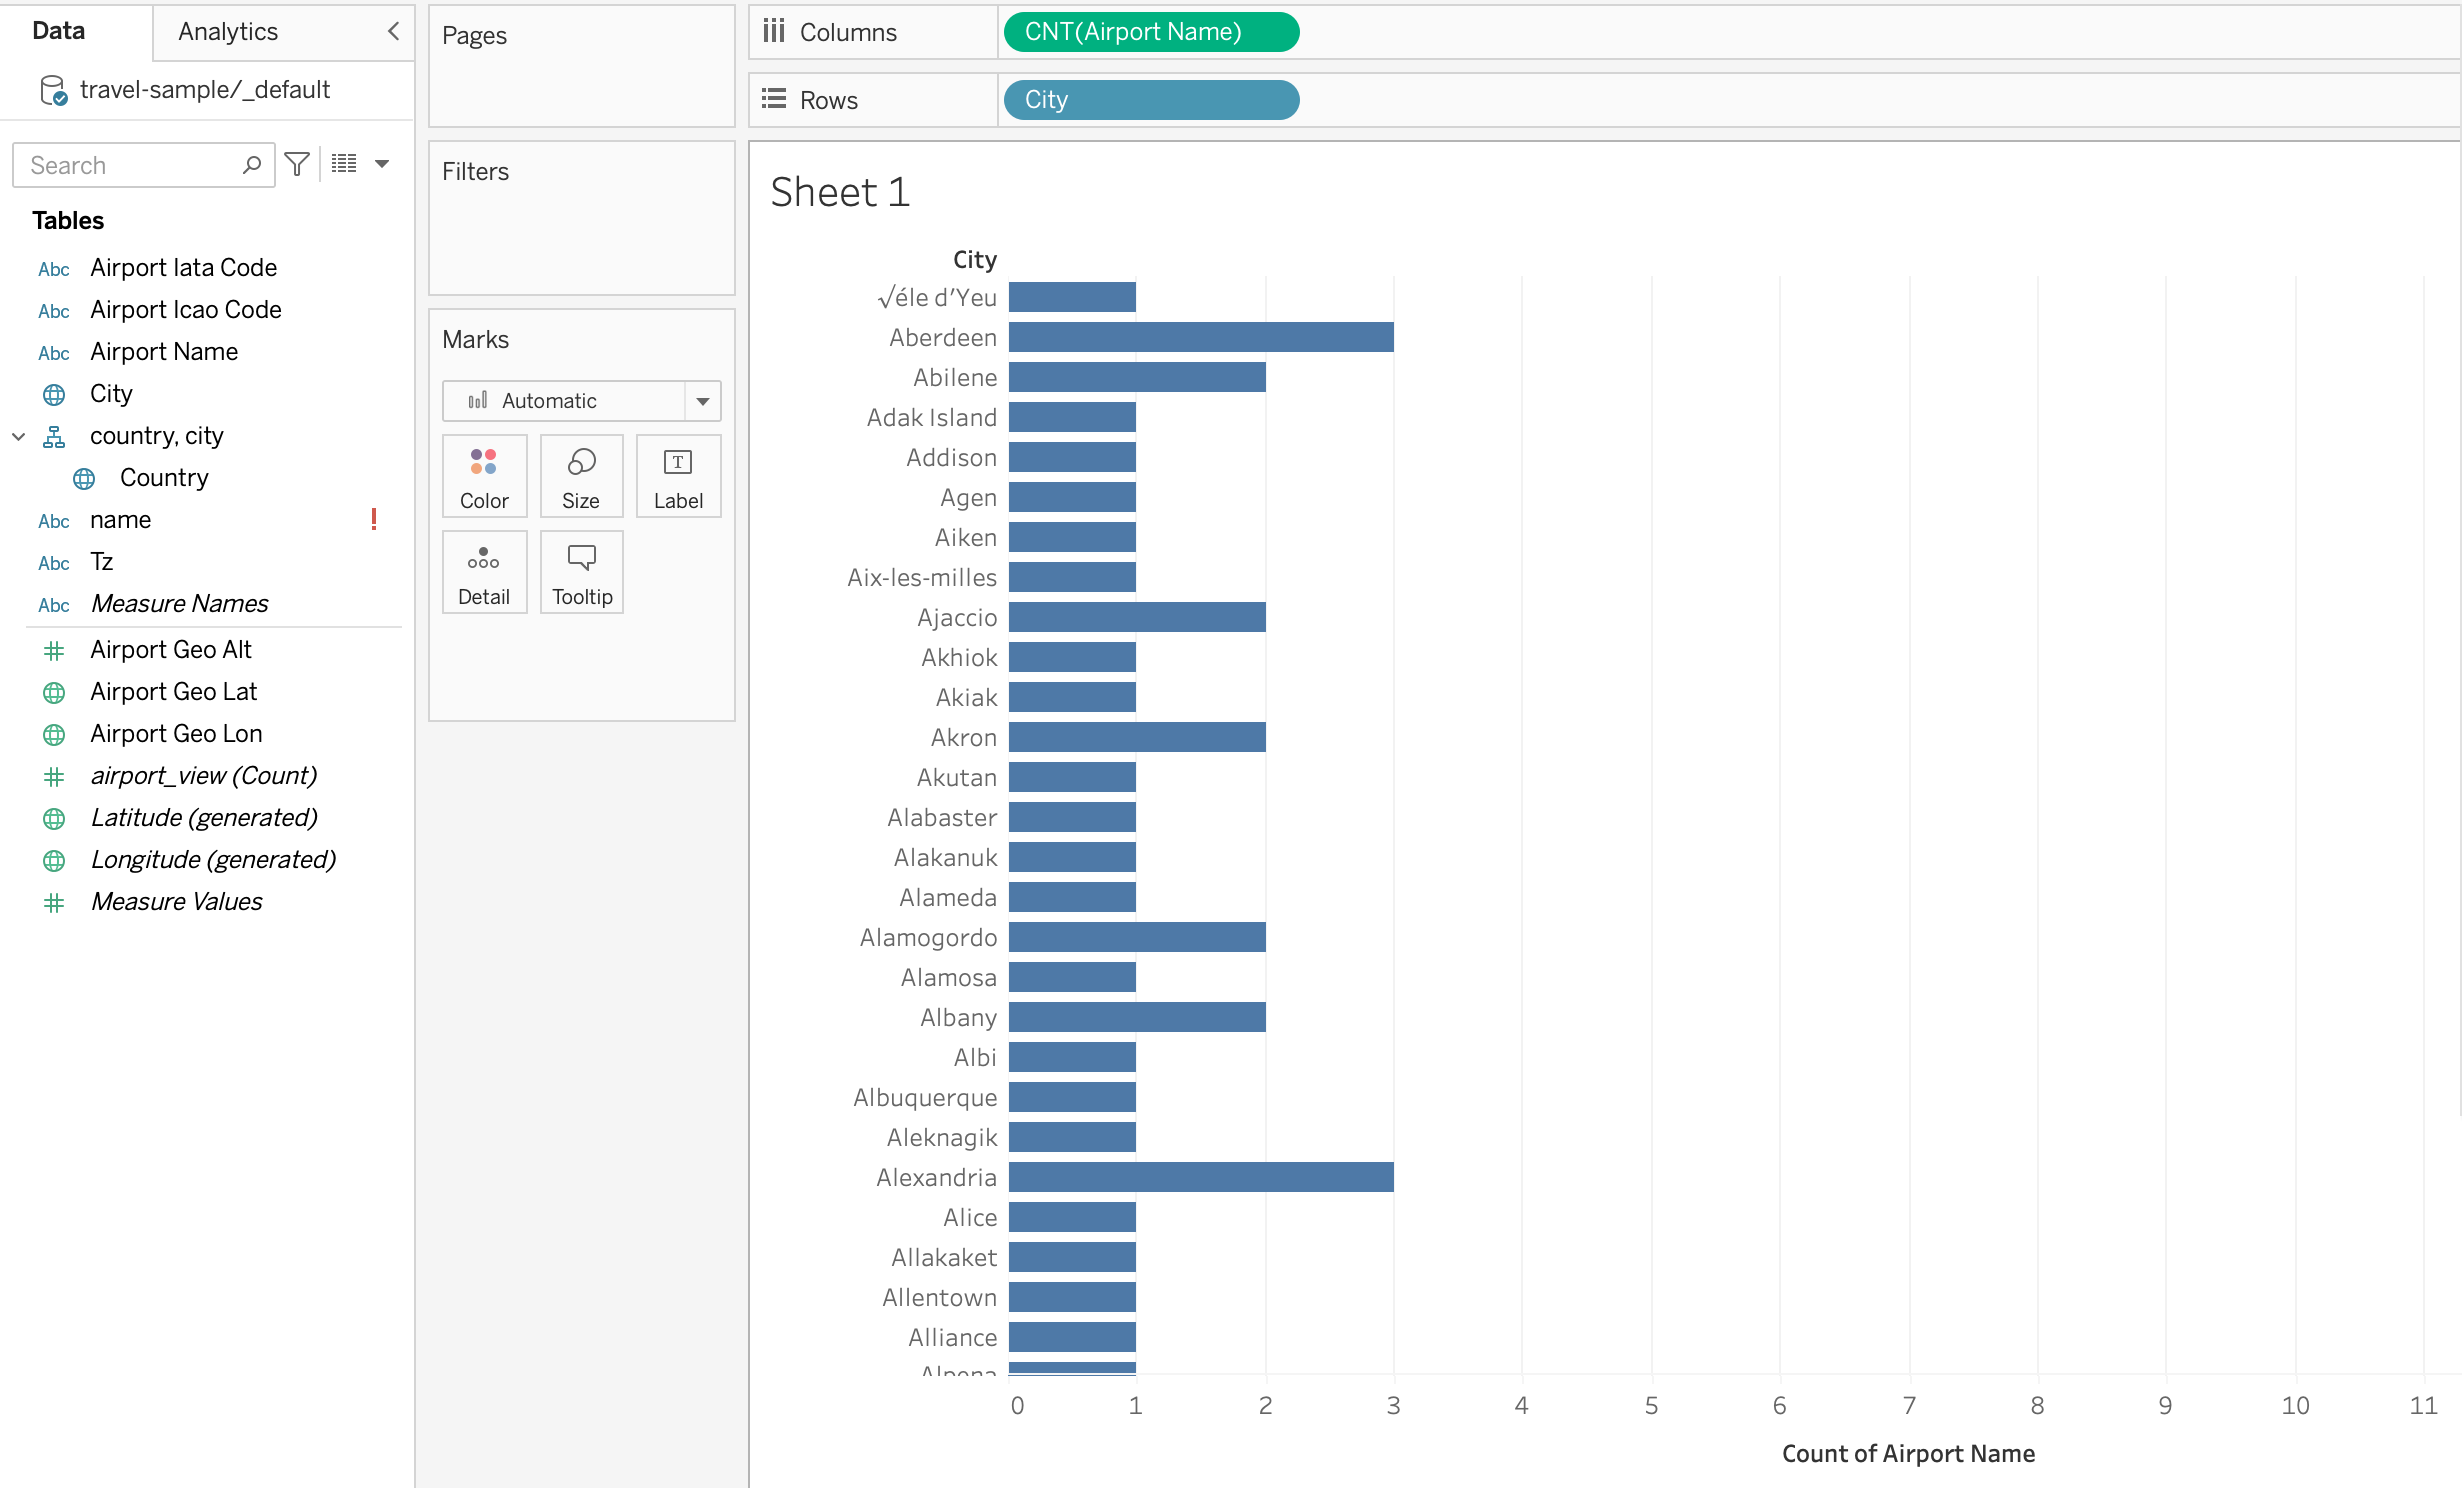 Data
Analytics
travel-sample/_default
Search
Tables
Abc Airport Iata Code
Abc Airport Icao Code
Abc Airport Name
City
country, city
Country
Abc name !
Abc Tz
Abc Measure Names
Airport Geo Alt
Airport Geo Lat
Airport Geo Lon
airport_view (Count)
Latitude (generated)
Longitude (generated)
Measure Values
Pages
Filters
Marks
Automatic
Color Size Label
Detail Tooltip
Columns CNT(Airport Name)
Rows City
Sheet 1
City
√éle d'Yeu
Aberdeen
Abilene
Adak Island
Addison
Agen
Aiken
Aix-les-milles
Ajaccio
Akhiok
Akiak
Akron
Akutan
Alabaster
Alakanuk
Alameda
Alamogordo
Alamosa
Albany
Albi
Albuquerque
Aleknagik
Alexandria
Alice
Allakaket
Allentown
Alliance
Alpena
0 1 2 3 4 5 6 7 8 9 10 11
Count of Airport Name